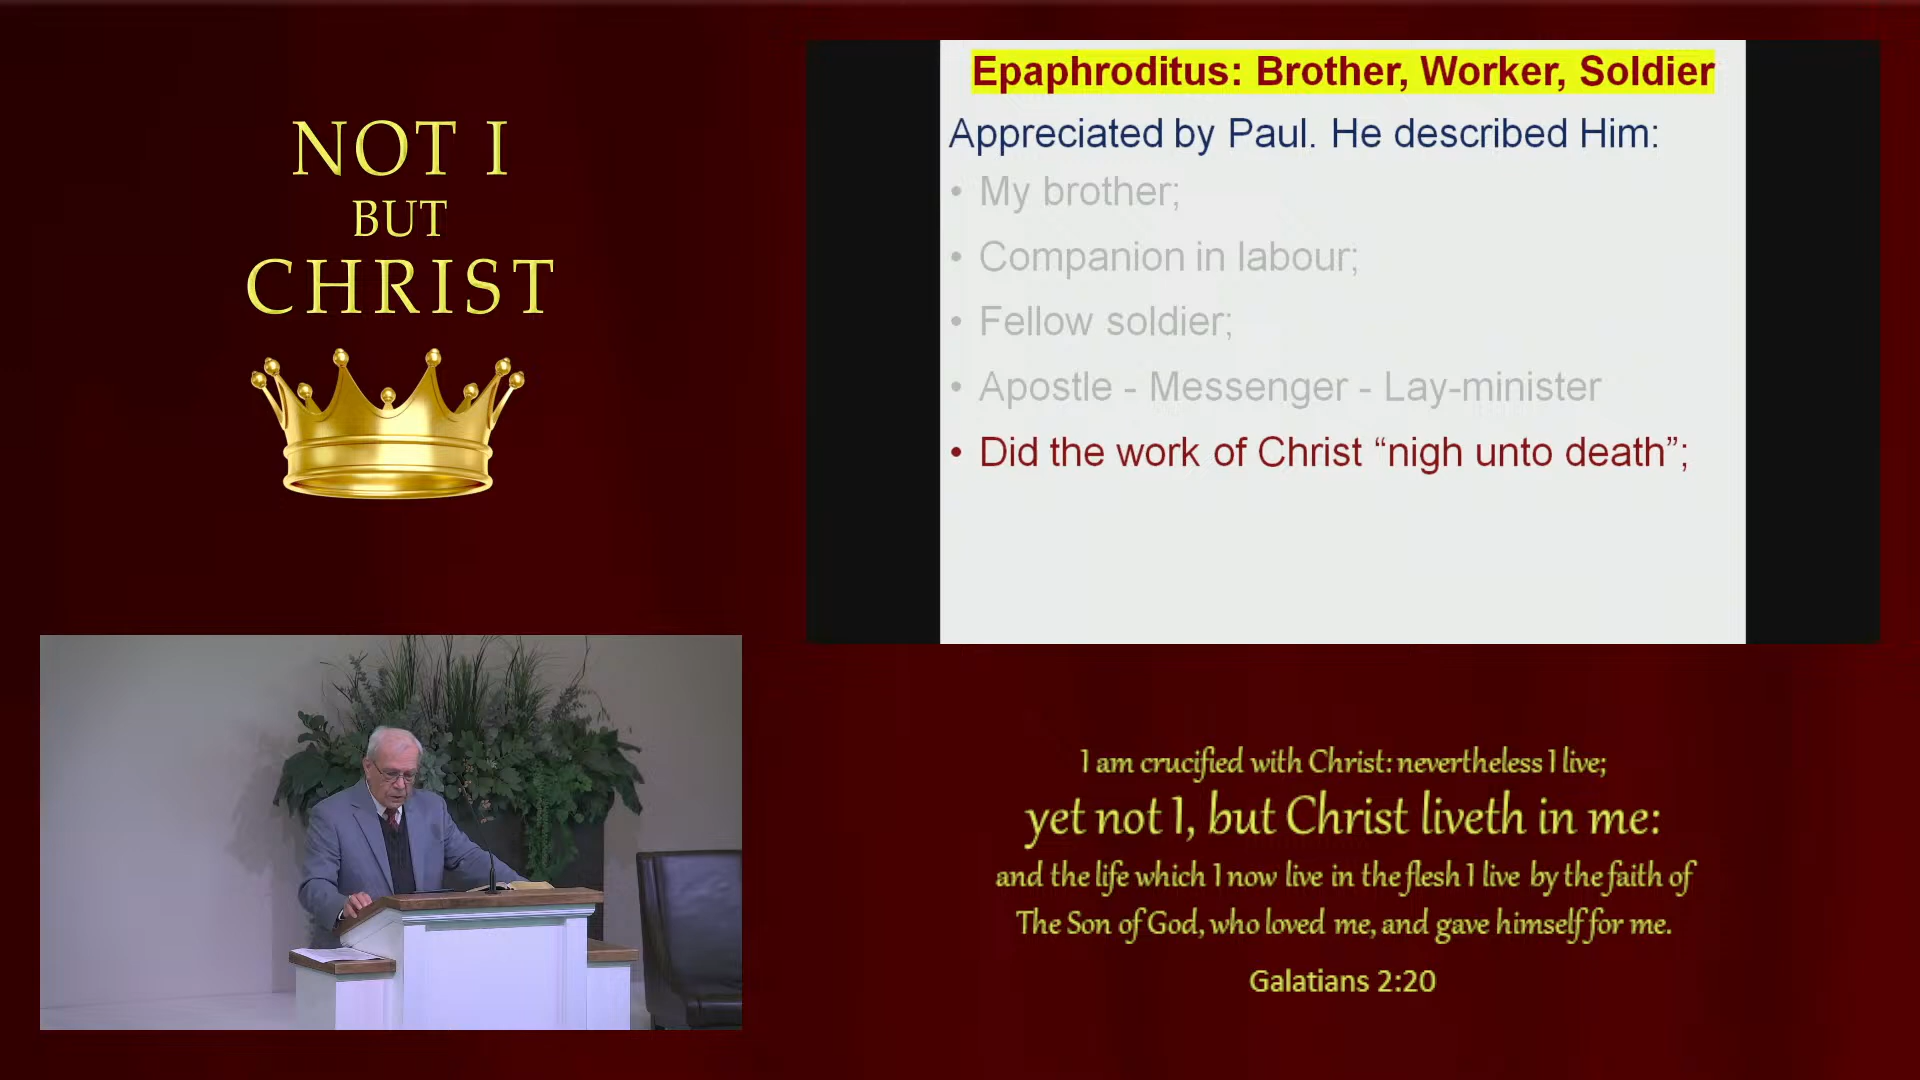 NOT I
BUT
CHRIST
Epaphroditus: Brother, Worker, Soldier
Appreciated by Paul. He described Him:
• My brother;
• Companion in labour;
• Fellow soldier;
• Apostle - Messenger - Lay-minister
• Did the work of Christ “nigh unto death”;
I am crucified with Christ: nevertheless I live;
yet not I, but Christ liveth in me:
and the life which I now live in the flesh I live by the faith of
The Son of God, who loved me, and gave himself for me.
Galatians 2:20